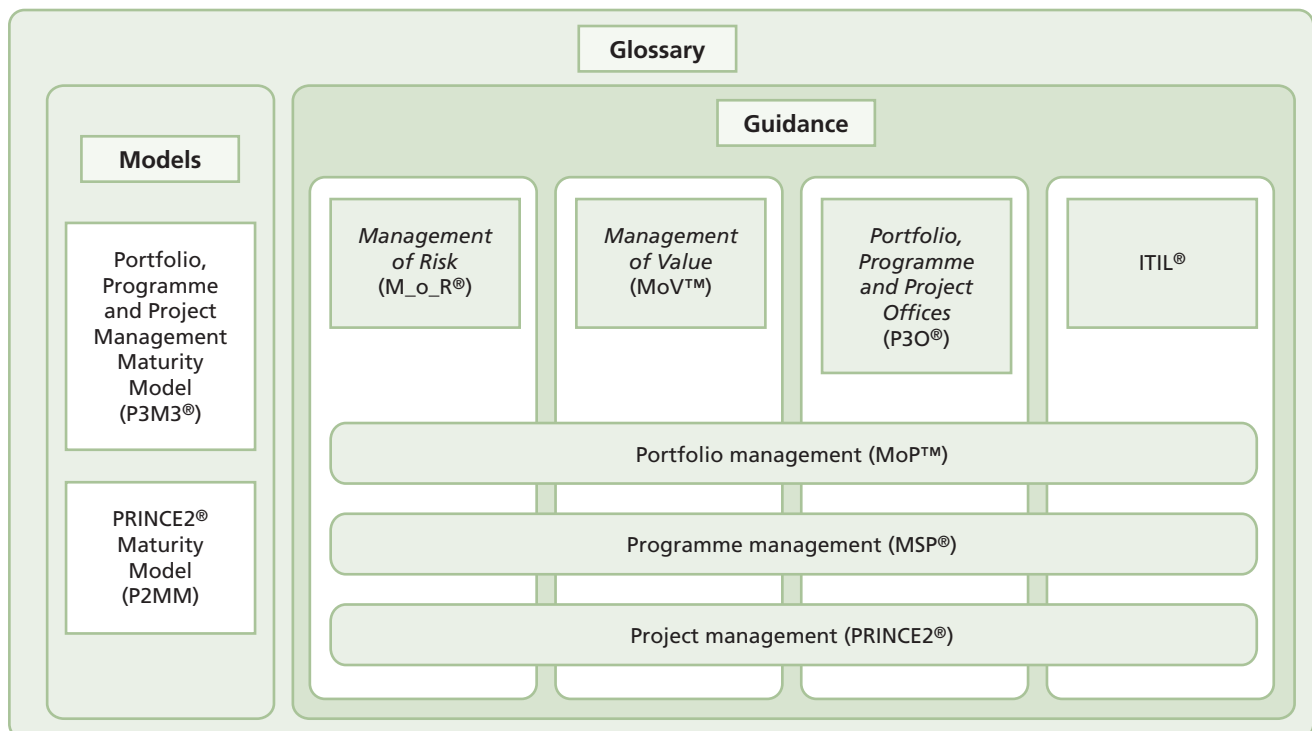 Glossary
Models
Portfolio,
Programme
and Project
Management
Maturity
Model
(P3M3®)
PRINCE2®
Maturity
Model
(P2MM)
Guidance
Management
of Risk
(M_o_R®)
Management
of Value
(MoV™)
Portfolio,
Programme
and Project
Offices
(P3O®)
ITIL®
Portfolio management (MoP™)
Programme management (MSP®)
Project management (PRINCE2®)